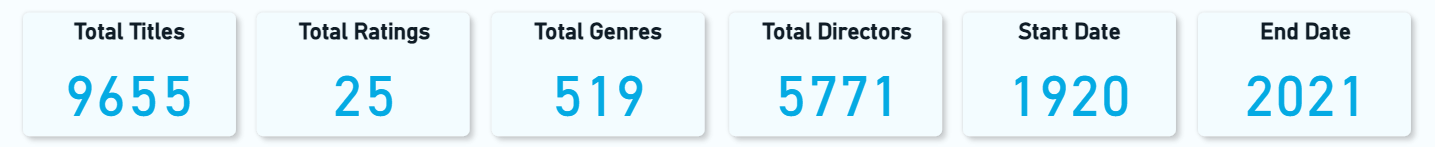 Total Titles
9655
Total Ratings
25
Total Genres
519
Total Directors
5771
Start Date
1920
End Date
2021